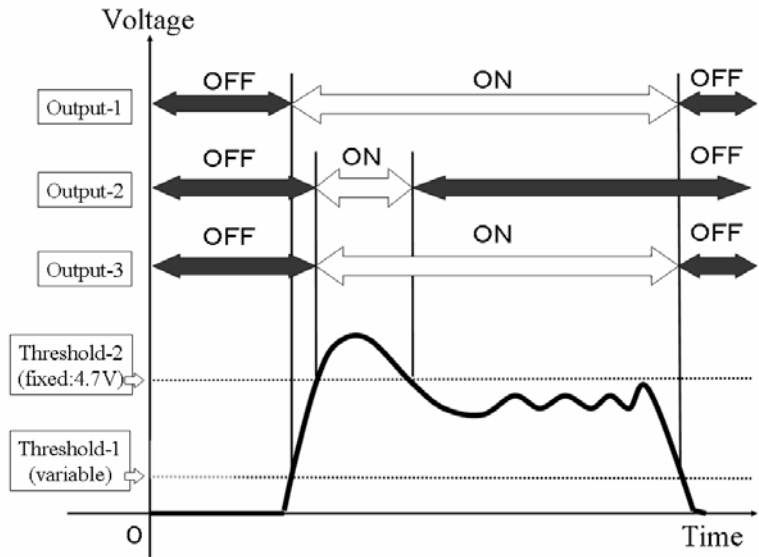 Voltage
OFF
ON
OFF
Output-1
ON
OFF
OFF
Output-2
OFF
ON
OFF
Output-3
Threshold-2
(fixed:4.7V)
Threshold-1
(variable)
O
Time